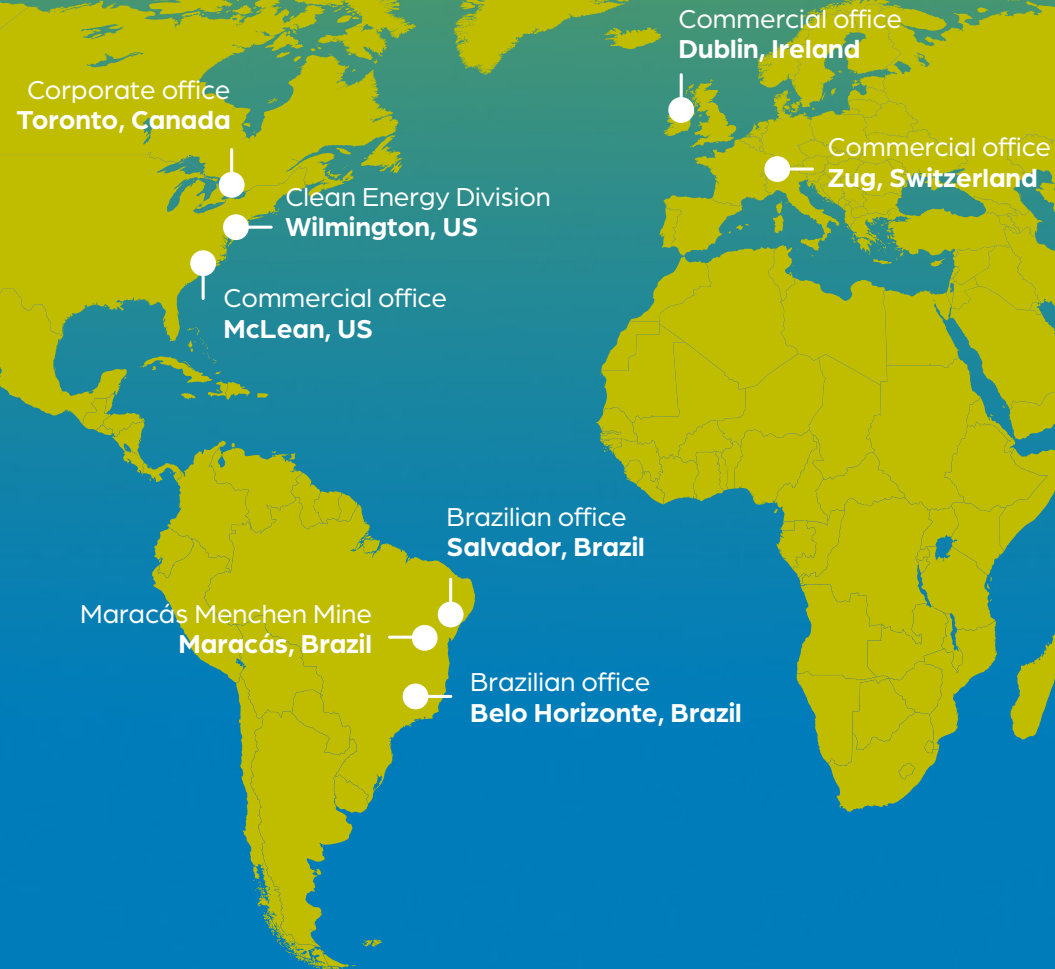 Commercial office
Dublin, Ireland
Corporate office
Toronto, Canada
Commercial office
Zug, Switzerland
Clean Energy Division
Wilmington, US
Commercial office
McLean, US
Brazilian office
Salvador, Brazil
Maracás Menchen Mine
Maracás, Brazil
Brazilian office
Belo Horizonte, Brazil